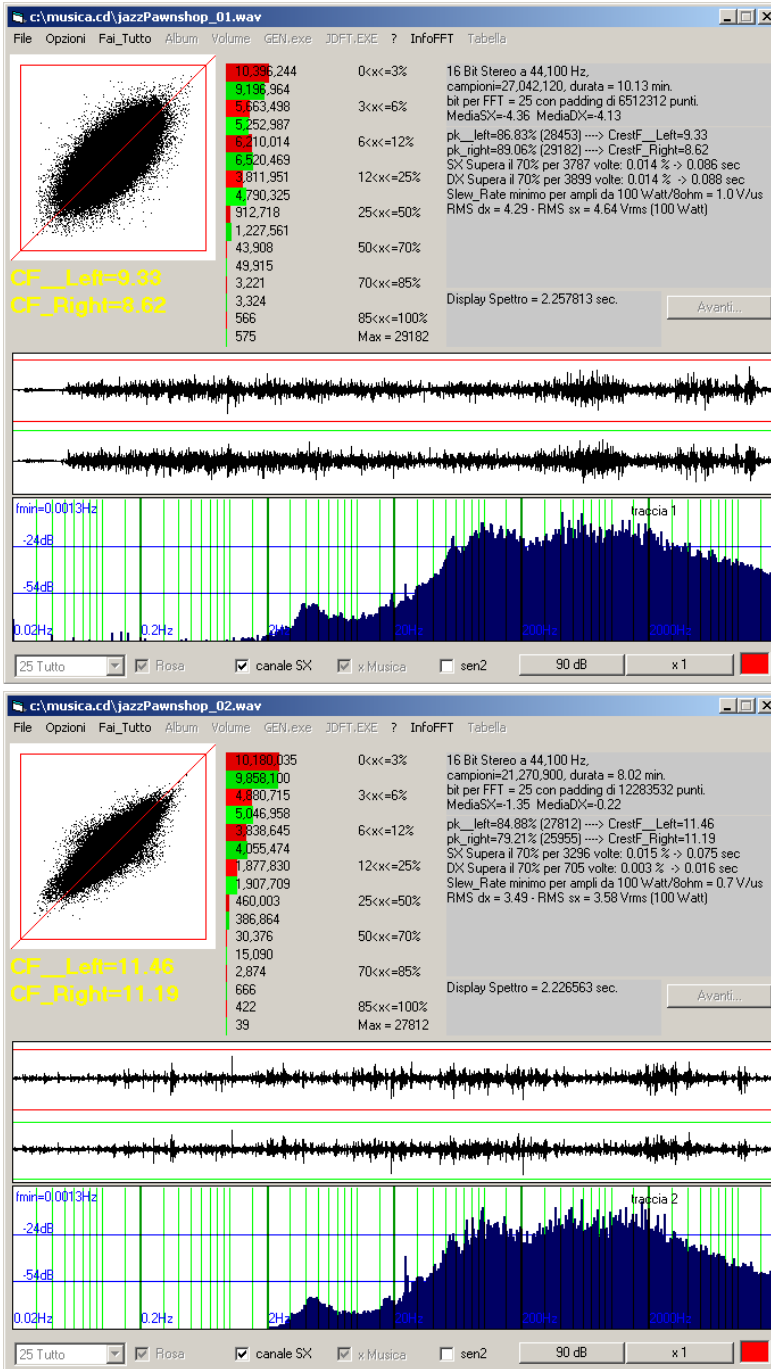 c:\musica.cd\jazzPawnshop_01.wav
File Opzioni Fai_Tutto Album Volume GEN.exe JDFT.EXE ? InfoFFT Tabella
10,396,244 0<x<=3%
9,196,964
5,663,498 3<x<=6%
5,252,987
6,210,014 6<x<=12%
6,520,469
3,811,951 12<x<=25%
4,790,325
912,718 25<x<=50%
1,227,561
43,908 50<x<=70%
49,915
3,221 70<x<=85%
3,324
566 85<x<=100%
575 Max = 29182
16 Bit Stereo a 44,100 Hz,
campioni=27,042,120, durata = 10.13 min.
bit per FFT = 25 con padding di 6512312 punti.
MediaSX=-4.36 MediaDX=-4.13
pk__left=86.83% (28453) ----> CrestF__Left=9.33
pk_right=89.06% (29182) ----> CrestF_Right=8.62
SX Supera il 70% per 3787 volte: 0.014 % -> 0.086 sec
DX Supera il 70% per 3899 volte: 0.014 % -> 0.088 sec
Slew_Rate minimo per ampli da 100 Watt/8ohm = 1.0 V/us
RMS dx = 4.29 - RMS sx = 4.64 Vrms (100 Watt)
CF__Left=9.33
CF_Right=8.62
Display Spettro = 2.257813 sec.
Avanti...
fmin=0.0013Hz
traccia 1
-24dB
-54dB
0.02Hz 0.2Hz 2Hz 20Hz 200Hz 2000Hz
25 Tutto Rosa canale SX x Musica sen2 90 dB x 1
c:\musica.cd\jazzPawnshop_02.wav
File Opzioni Fai_Tutto Album Volume GEN.exe JDFT.EXE ? InfoFFT Tabella
10,180,035 0<x<=3%
9,858,100
4,880,715 3<x<=6%
5,046,958
3,838,645 6<x<=12%
4,055,474
1,877,830 12<x<=25%
1,907,709
460,003 25<x<=50%
386,864
30,376 50<x<=70%
15,090
2,874 70<x<=85%
666
422 85<x<=100%
39 Max = 27812
16 Bit Stereo a 44,100 Hz,
campioni=21,270,900, durata = 8.02 min.
bit per FFT = 25 con padding di 12283532 punti.
MediaSX=-1.35 MediaDX=-0.22
pk__left=84.88% (27812) ----> CrestF__Left=11.46
pk_right=79.21% (25955) ----> CrestF_Right=11.19
SX Supera il 70% per 3296 volte: 0.015 % -> 0.075 sec
DX Supera il 70% per 705 volte: 0.003 % -> 0.016 sec
Slew_Rate minimo per ampli da 100 Watt/8ohm = 0.7 V/us
RMS dx = 3.49 - RMS sx = 3.58 Vrms (100 Watt)
CF__Left=11.46
CF_Right=11.19
Display Spettro = 2.226563 sec.
Avanti...
fmin=0.0013Hz
traccia 2
-24dB
-54dB
0.02Hz 0.2Hz 2Hz 20Hz 200Hz 2000Hz
25 Tutto Rosa canale SX x Musica sen2 90 dB x 1